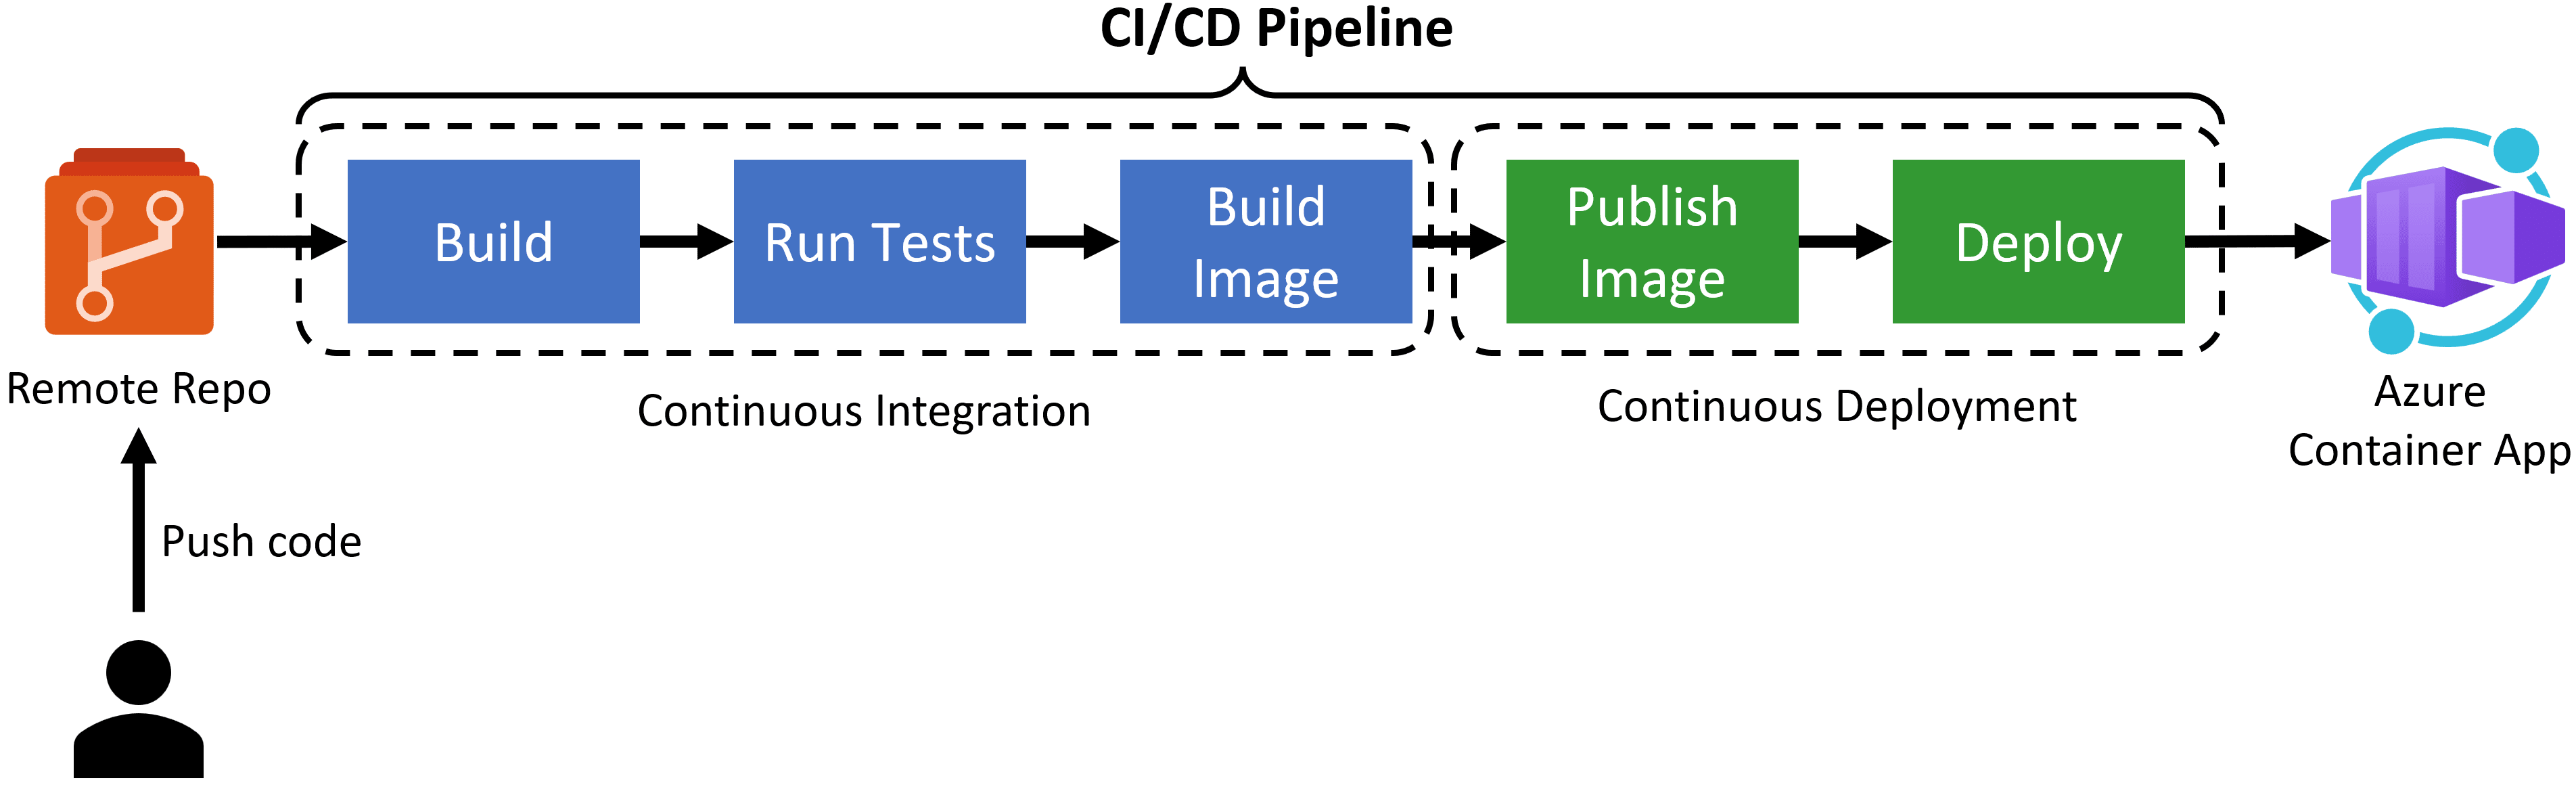 CI/CD Pipeline
Build
Run Tests
Build
Image
Publish
Image
Deploy
Remote Repo
Continuous Integration
Continuous Deployment
Azure
Container App
Push code